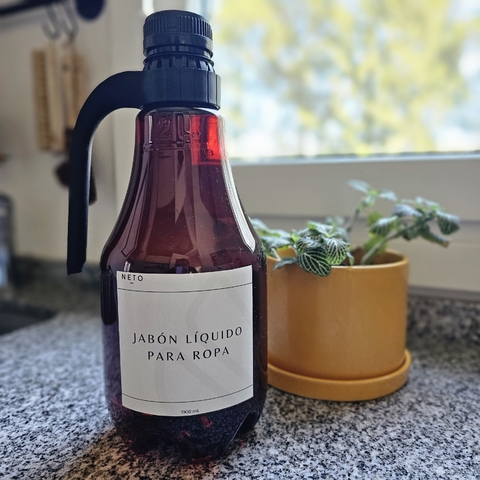 NETO
JABÓN LÍQUIDO
PARA ROPA
1900 mL